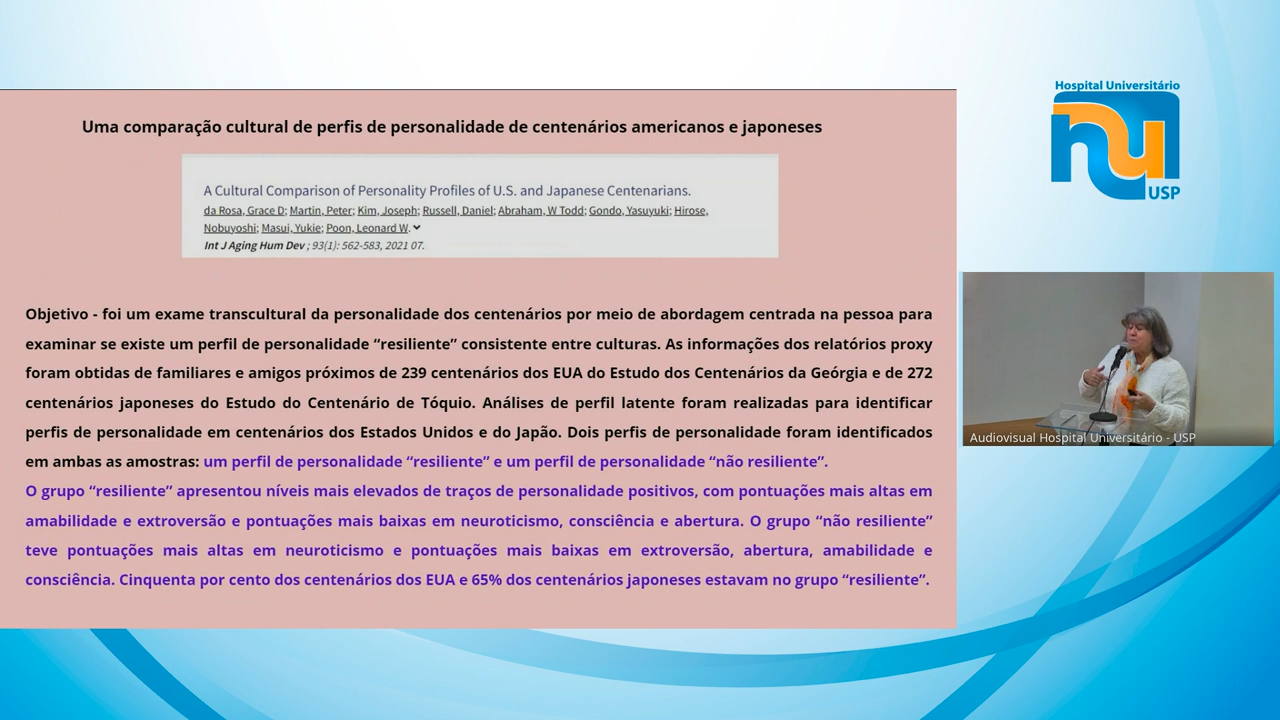 Uma comparação cultural de perfis de personalidade de centenários americanos e japoneses
A Cultural Comparison of Personality Profiles of U.S. and Japanese Centenarians.
da Rosa, Grace D; Martin, Peter; Kim, Joseph; Russell, Daniel; Abraham, W Todd; Gondo, Yasuyuki; Hirose,
Nobuyoshi; Masui, Yukie; Poon, Leonard W.
Int J Aging Hum Dev ; 93(1): 562-583, 2021 07.
Objetivo - foi um exame transcultural da personalidade dos centenários por meio de abordagem centrada na pessoa para
examinar se existe um perfil de personalidade “resiliente” consistente entre culturas. As informações dos relatórios proxy
foram obtidas de familiares e amigos próximos de 239 centenários dos EUA do Estudo dos Centenários da Geórgia e de 272
centenários japoneses do Estudo do Centenário de Tóquio. Análises de perfil latente foram realizadas para identificar
perfis de personalidade em centenários dos Estados Unidos e do Japão. Dois perfis de personalidade foram identificados
em ambas as amostras: um perfil de personalidade “resiliente” e um perfil de personalidade “não resiliente”.
O grupo “resiliente” apresentou níveis mais elevados de traços de personalidade positivos, com pontuações mais altas em
amabilidade e extroversão e pontuações mais baixas em neuroticismo, consciência e abertura. O grupo “não resiliente”
teve pontuações mais altas em neuroticismo e pontuações mais baixas em extroversão, abertura, amabilidade e
consciência. Cinquenta por cento dos centenários dos EUA e 65% dos centenários japoneses estavam no grupo “resiliente”.
Hospital Universitário
hu
USP
Audiovisual Hospital Universitário - USP